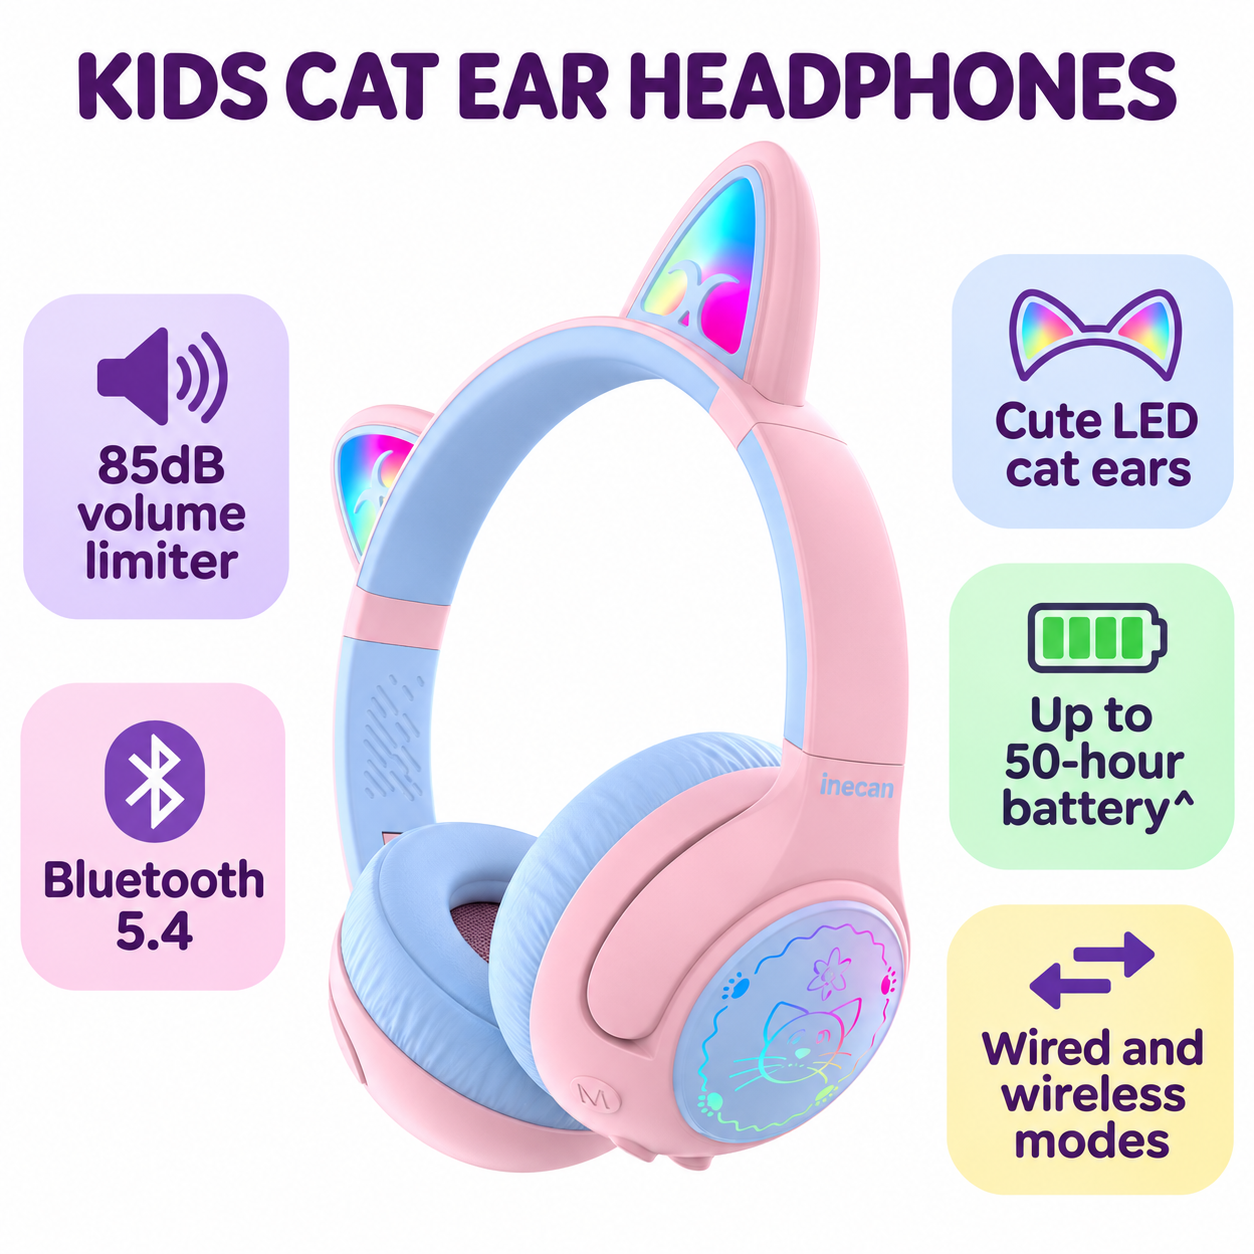 KIDS CAT EAR HEADPHONES
85dB
volume
limiter
Bluetooth
5.4
Cute LED
cat ears
Up to
50-hour
battery^
Wired and
wireless
modes
inecan
M